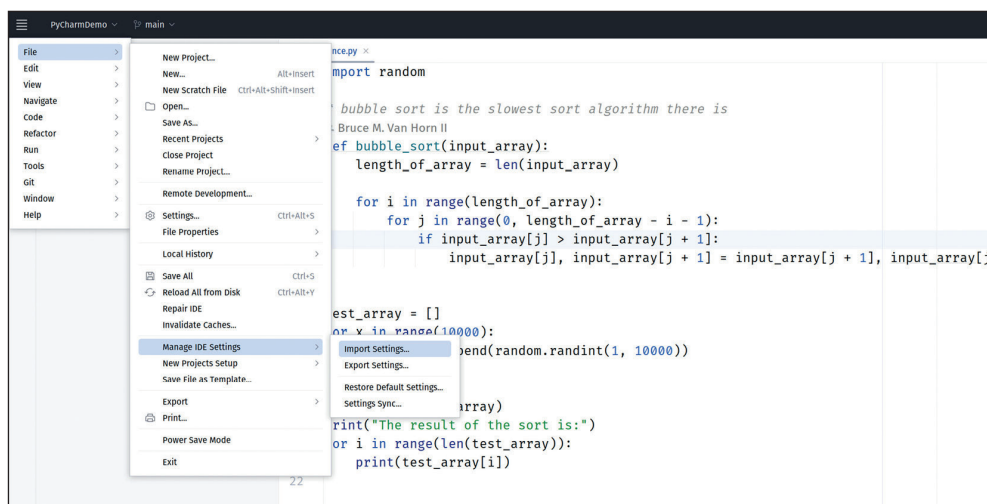 PyCharmDemo main
File
Edit
View
Navigate
Code
Refactor
Run
Tools
Git
Window
Help
New Project...
New... Alt+Insert
New Scratch File Ctrl+Alt+Shift+Insert
Open...
Save As...
Recent Projects
Close Project
Rename Project...
Remote Development...
Settings... Ctrl+Alt+S
File Properties
Local History
Save All Ctrl+S
Reload All from Disk Ctrl+Alt+Y
Repair IDE
Invalidate Caches...
Manage IDE Settings
New Projects Setup
Save File as Template...
Export
Print...
Power Save Mode
Exit
Import Settings...
Export Settings...
Restore Default Settings...
Settings Sync...
nce.py ×
mport random
bubble sort is the slowest sort algorithm there is
Bruce M. Van Horn II
ef bubble_sort(input_array):
length_of_array = len(input_array)
for i in range(length_of_array):
for j in range(0, length_of_array - i - 1):
if input_array[j] > input_array[j + 1]:
input_array[j], input_array[j + 1] = input_array[j + 1], input_array[j
est_array = []
or x in range(10000):
pend(random.randint(1, 10000))
array)
rint("The result of the sort is:")
or i in range(len(test_array)):
print(test_array[i])
22